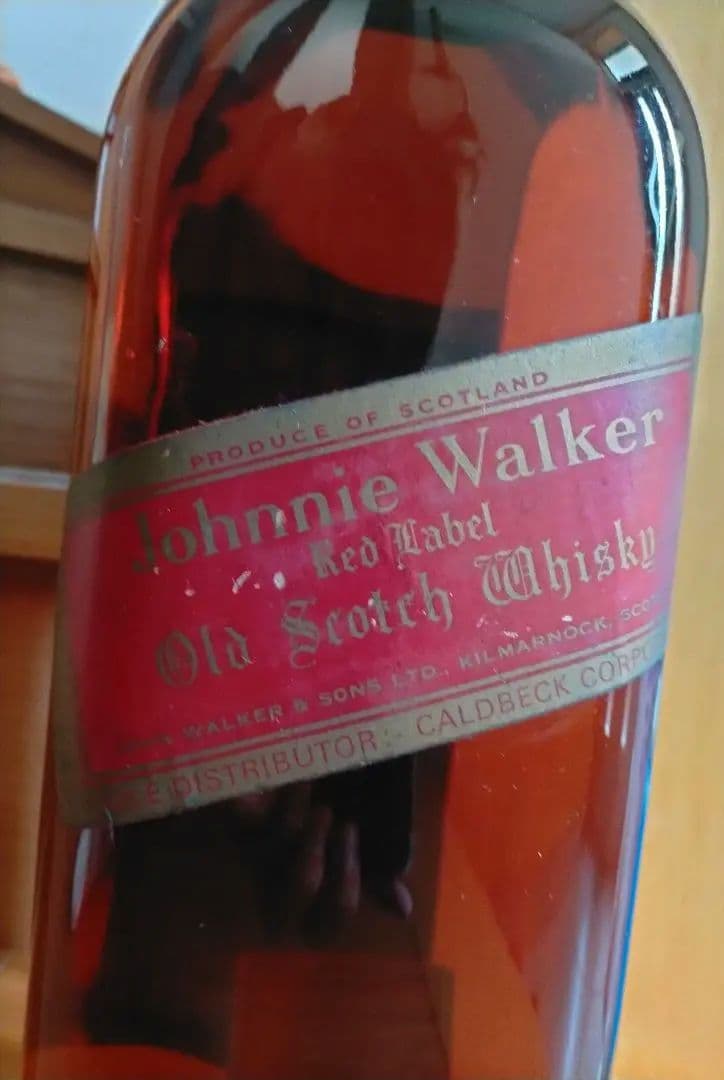 PRODUCE OF SCOTLAND
Johnnie Walker
Red Label
Old Scotch Whisky
WALKER & SONS LTD., KILMARNOCK,
DISTRIBUTOR:- CALDBECK